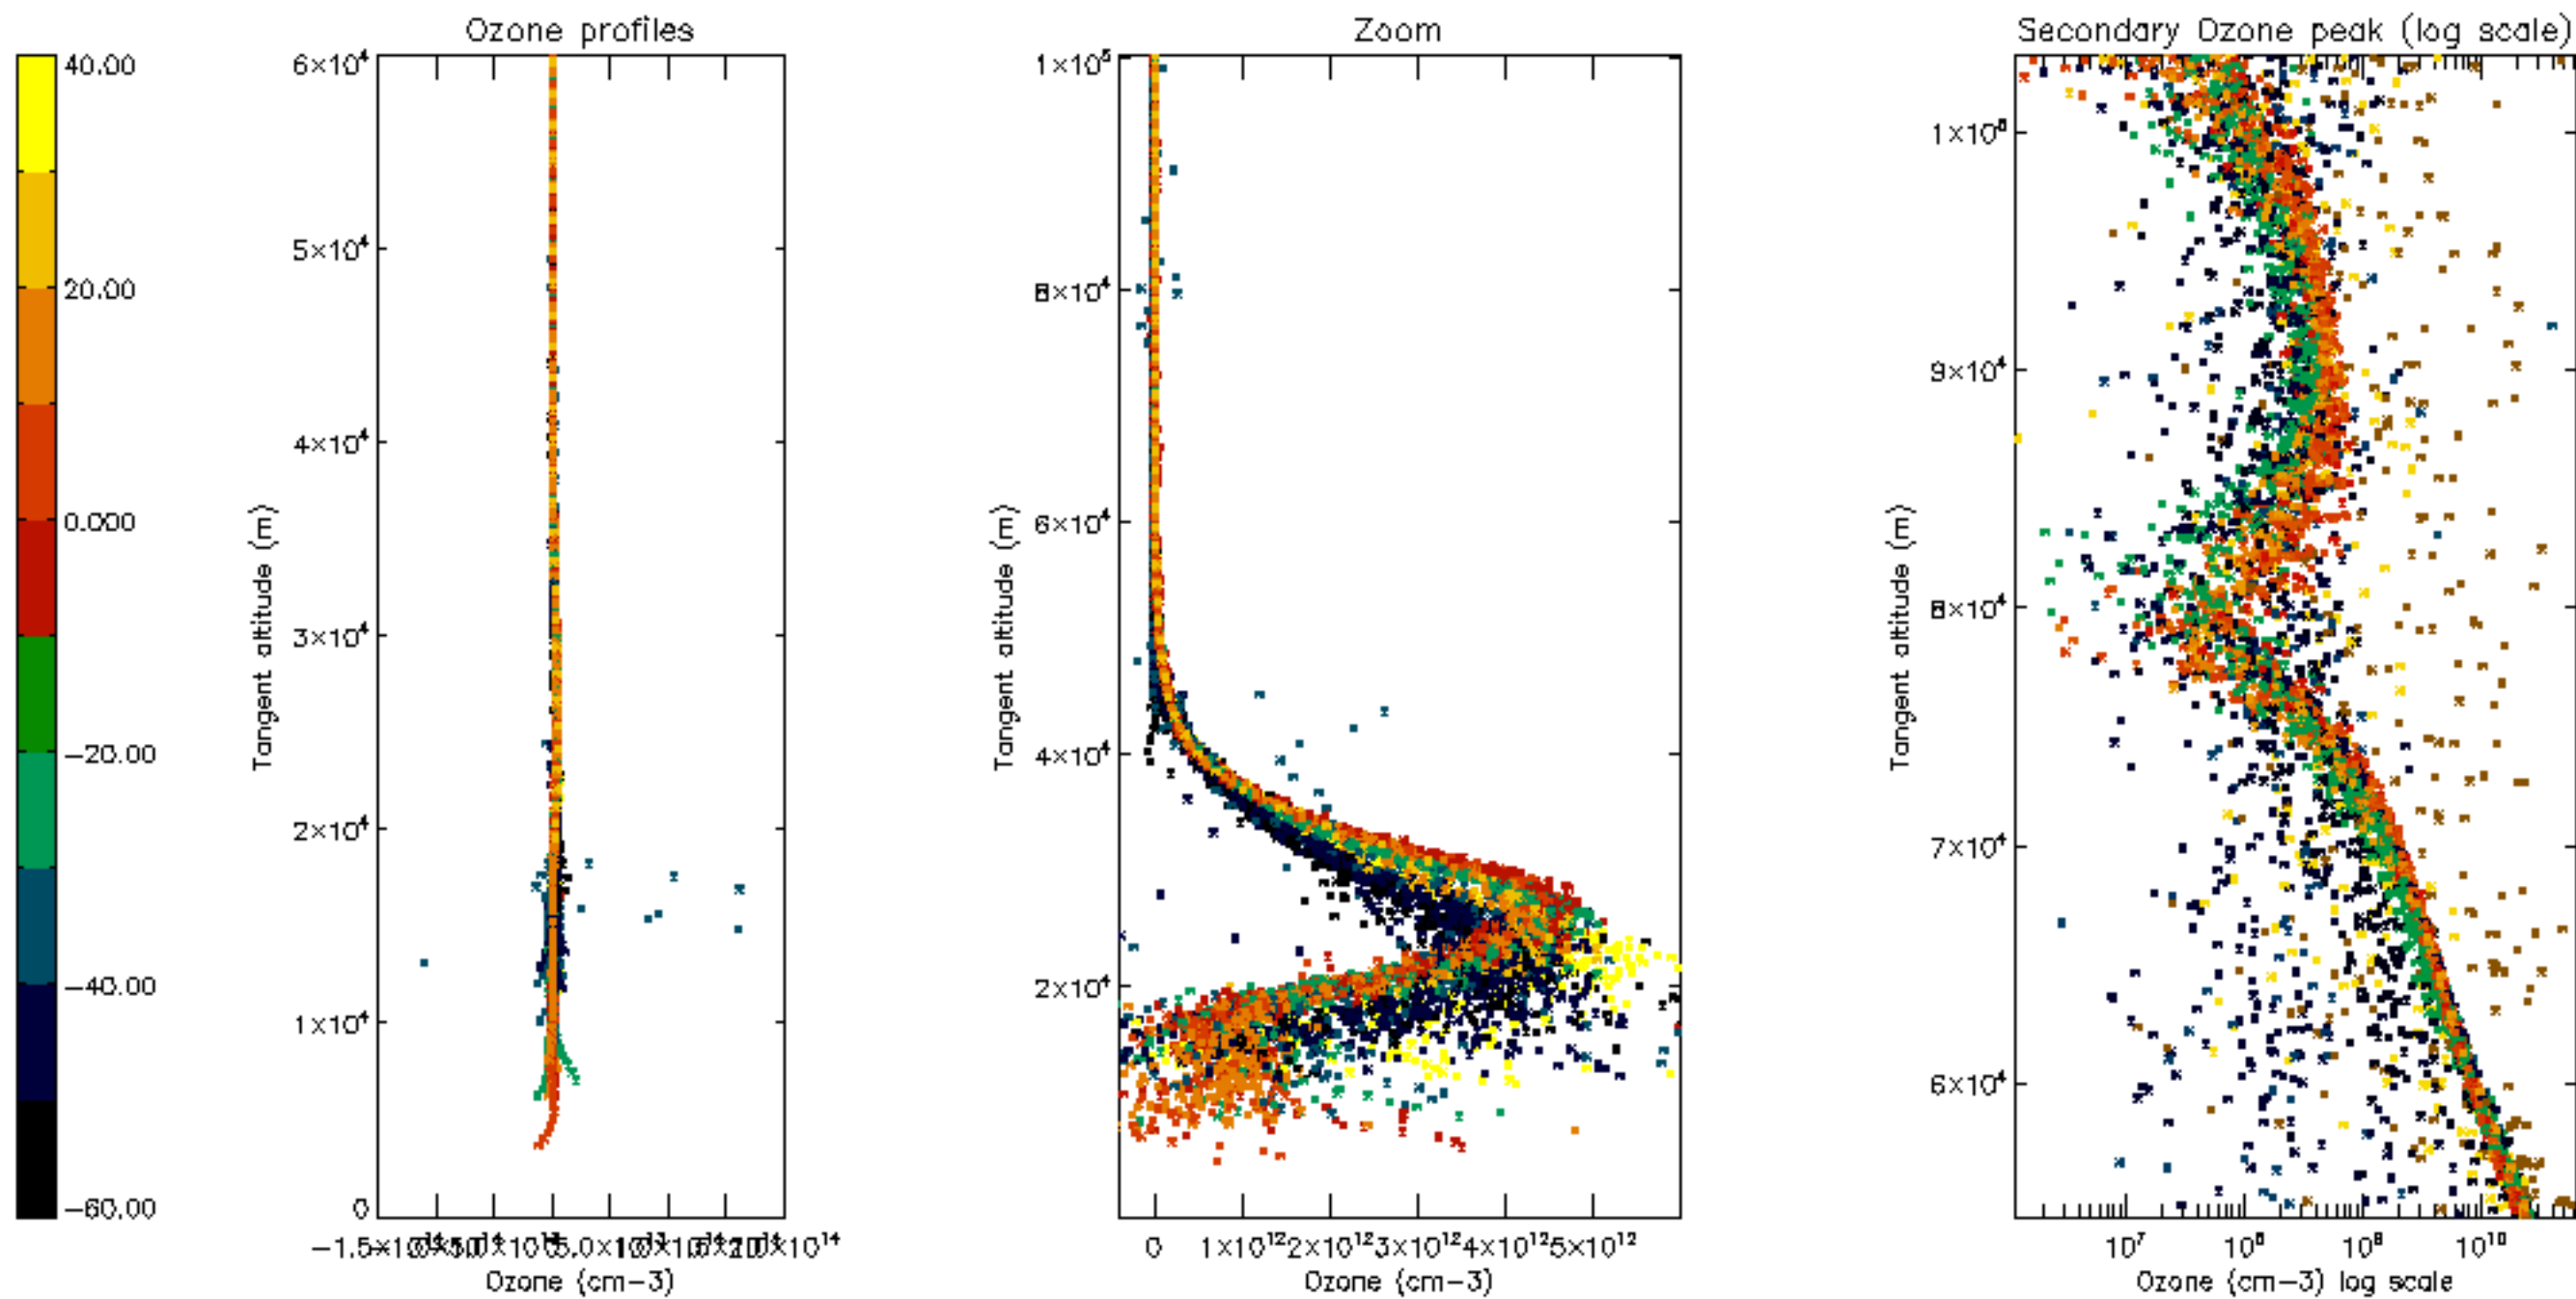 Ozone profiles
Zoom
Secondary Ozone peak (log scale)
40.00
20.00
0.000
−20.00
−40.00
−60.00
6×10⁴
5×10⁴
4×10⁴
3×10⁴
2×10⁴
1×10⁴
0
Tangent altitude (m)
Ozone (cm−3)
1×10⁵
8×10⁴
6×10⁴
4×10⁴
2×10⁴
Tangent altitude (m)
0 1×10¹² 2×10¹² 3×10¹² 4×10¹² 5×10¹²
Ozone (cm−3)
9×10⁴
8×10⁴
7×10⁴
6×10⁴
Tangent altitude (m)
10⁷ 10⁸ 10⁹ 10¹⁰
Ozone (cm−3) log scale